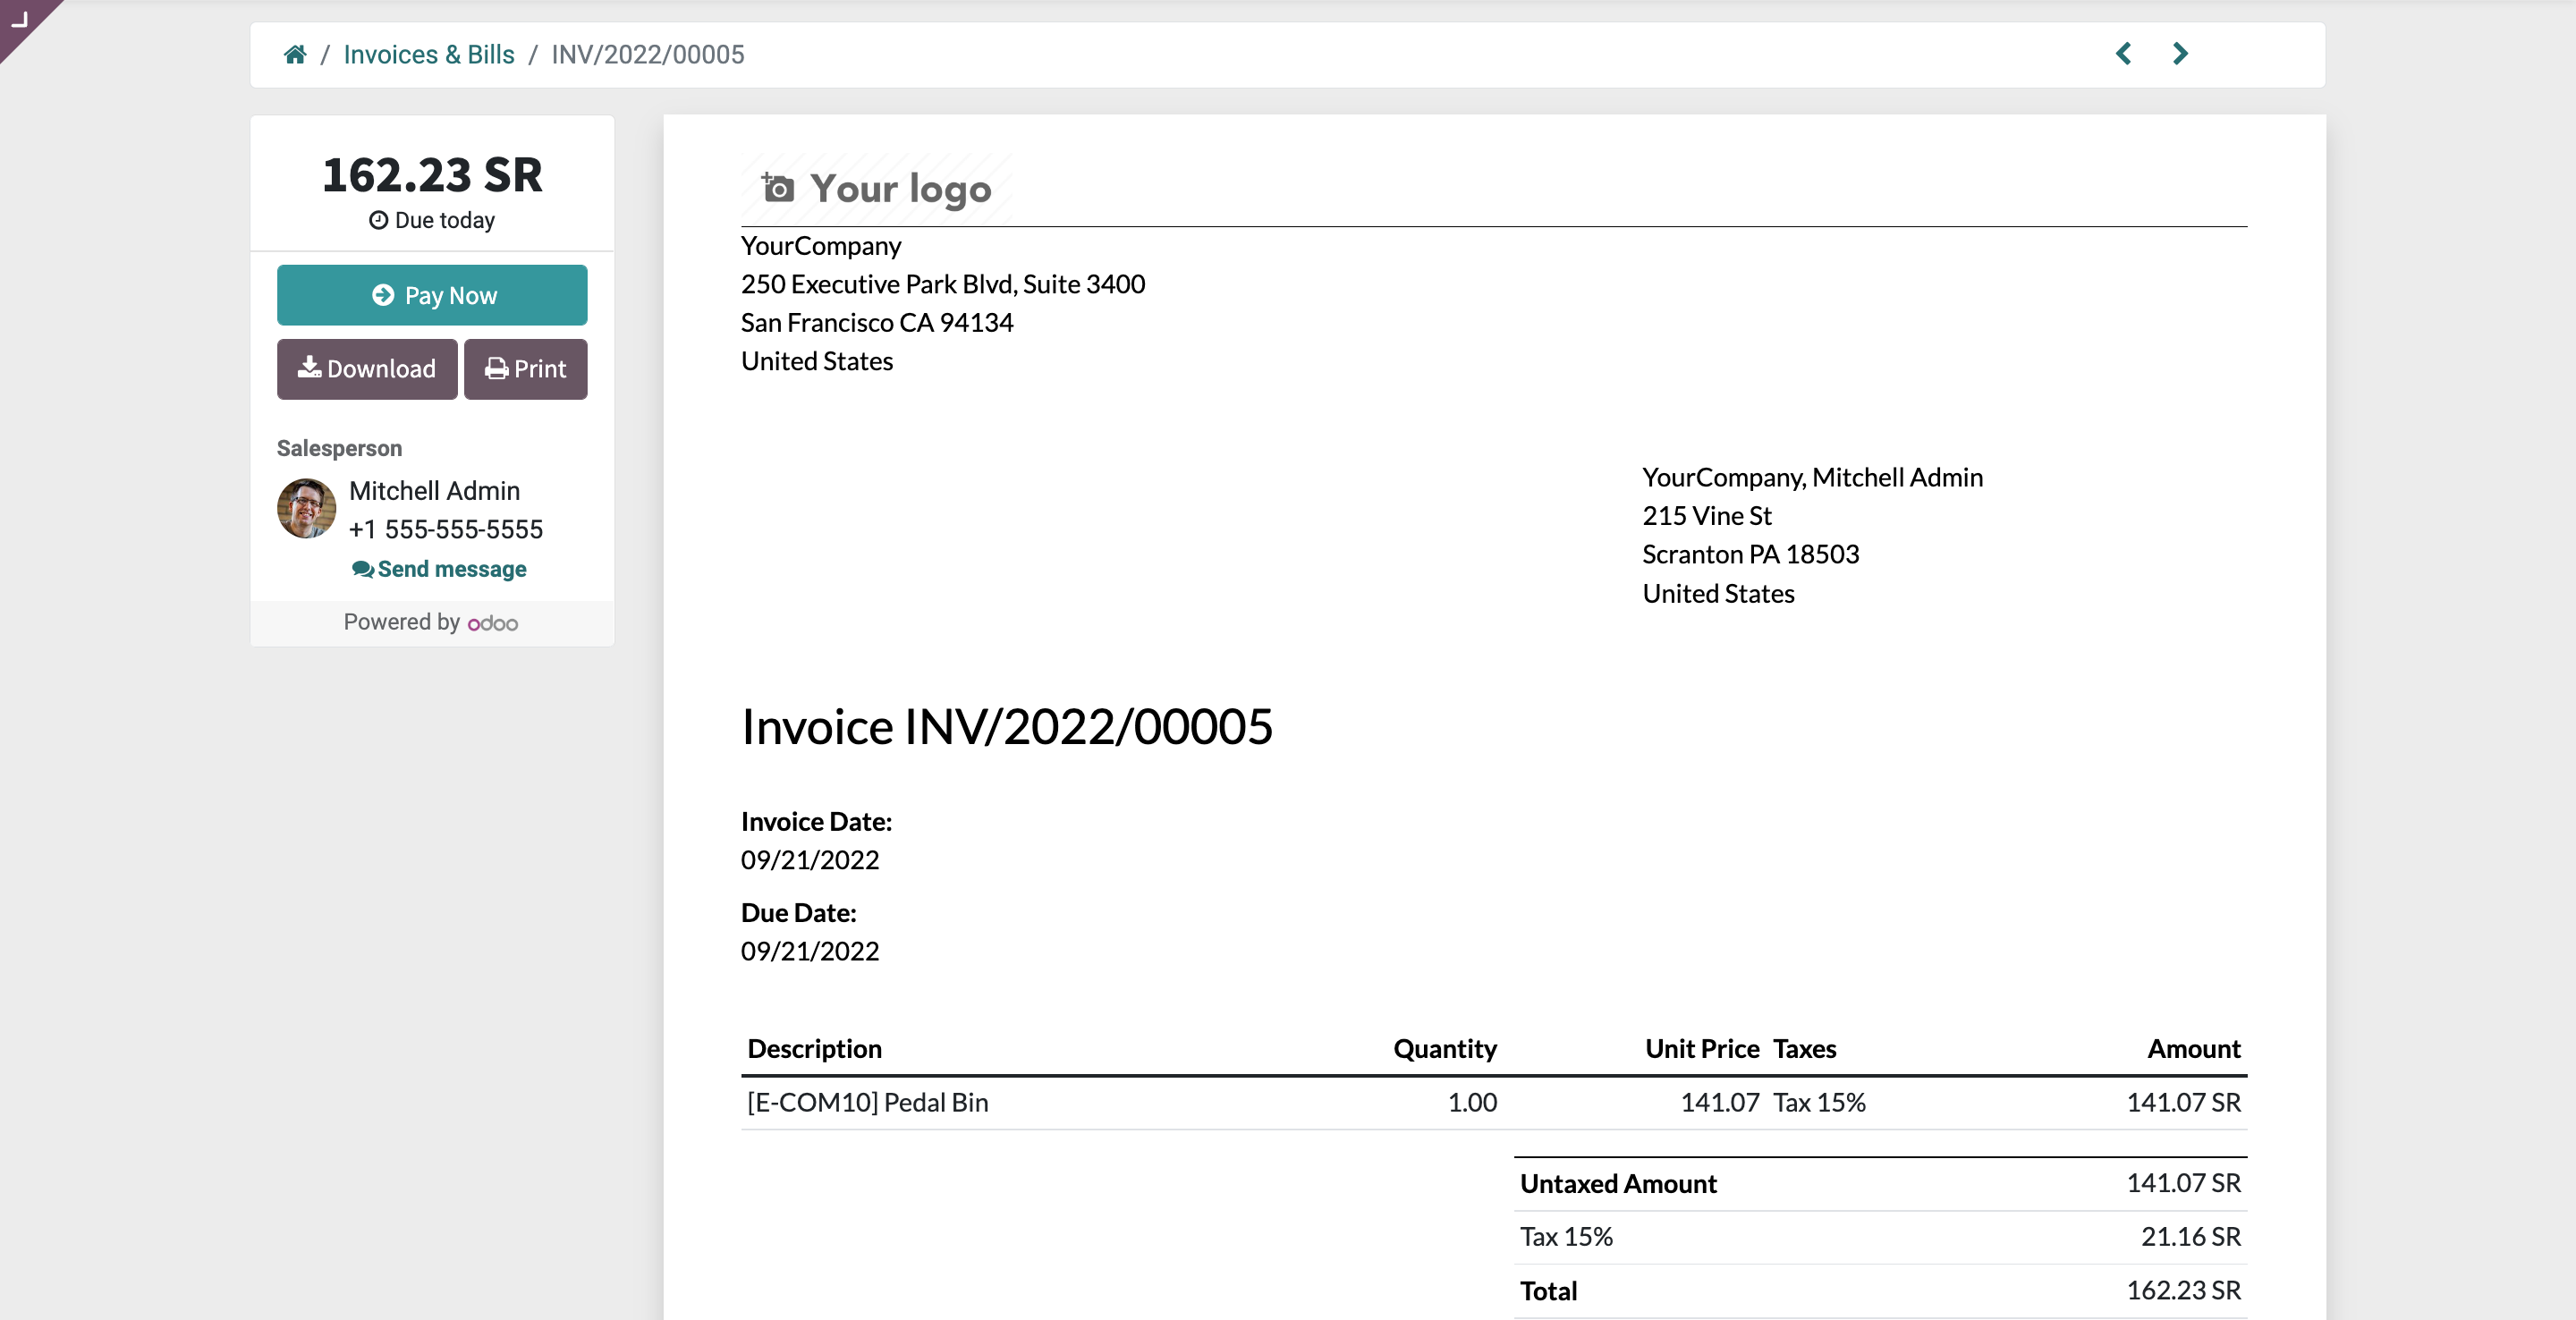 / Invoices & Bills / INV/2022/00005
162.23 SR
Due today
Pay Now
Download Print
Salesperson
Mitchell Admin
+1 555-555-5555
Send message
Powered by odoo
Your logo
YourCompany
250 Executive Park Blvd, Suite 3400
San Francisco CA 94134
United States
YourCompany, Mitchell Admin
215 Vine St
Scranton PA 18503
United States
Invoice INV/2022/00005
Invoice Date:
09/21/2022
Due Date:
09/21/2022
Description Quantity Unit Price Taxes Amount
[E-COM10] Pedal Bin 1.00 141.07 Tax 15% 141.07 SR
Untaxed Amount 141.07 SR
Tax 15% 21.16 SR
Total 162.23 SR